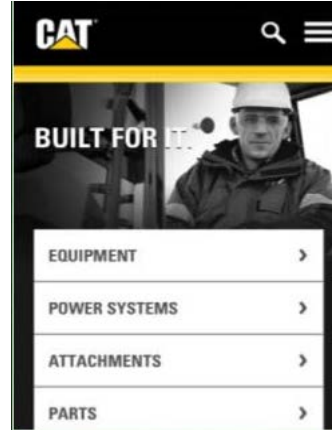 CAT
BUILT FOR IT.
EQUIPMENT
POWER SYSTEMS
ATTACHMENTS
PARTS